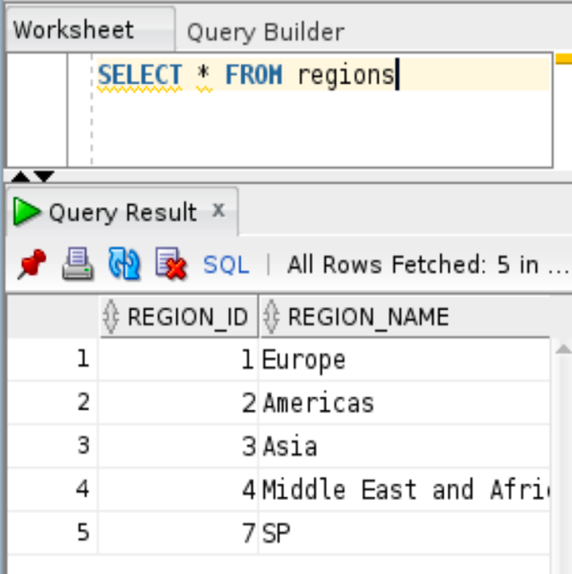 Worksheet Query Builder
SELECT * FROM regions
Query Result x
SQL | All Rows Fetched: 5 in ...
REGION_ID REGION_NAME
1 1 Europe
2 2 Americas
3 3 Asia
4 4 Middle East and Afri
5 7 SP